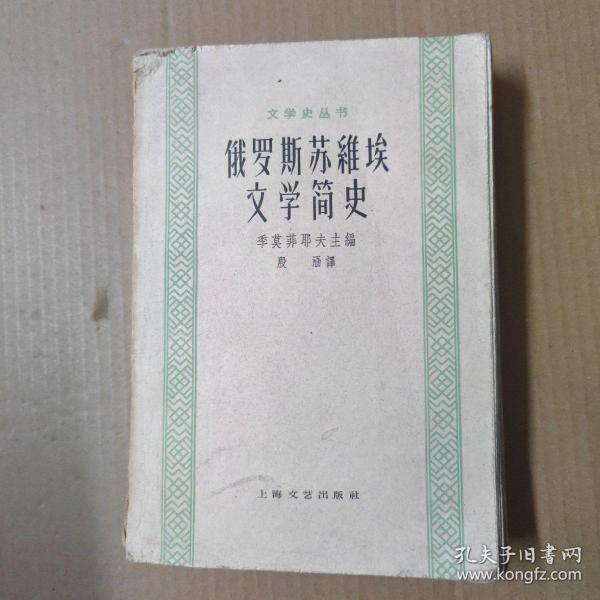 文学史丛书
俄罗斯苏維埃
文学简史
季莫菲耶夫主編
殷 涵譯
上海文艺出版社
孔夫子旧书网
www.kongfz.com